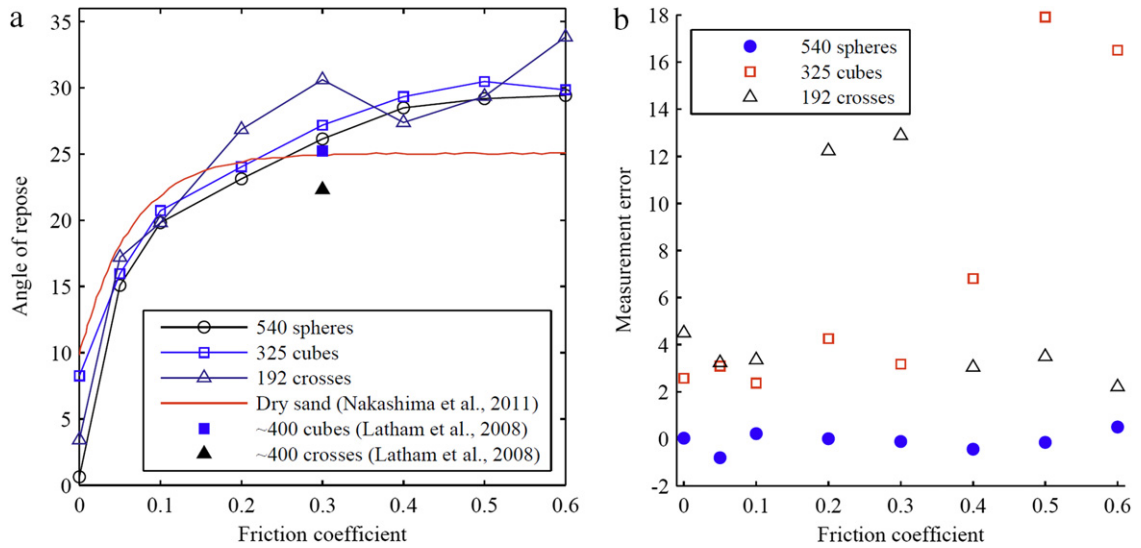 a
35
30
25
20
15
10
5
0
Angle of repose
540 spheres
325 cubes
192 crosses
Dry sand (Nakashima et al., 2011)
~400 cubes (Latham et al., 2008)
~400 crosses (Latham et al., 2008)
0 0.1 0.2 0.3 0.4 0.5 0.6
Friction coefficient
b
18
16
14
12
10
8
6
4
2
0
-2
Measurement error
540 spheres
325 cubes
192 crosses
0 0.1 0.2 0.3 0.4 0.5 0.6
Friction coefficient